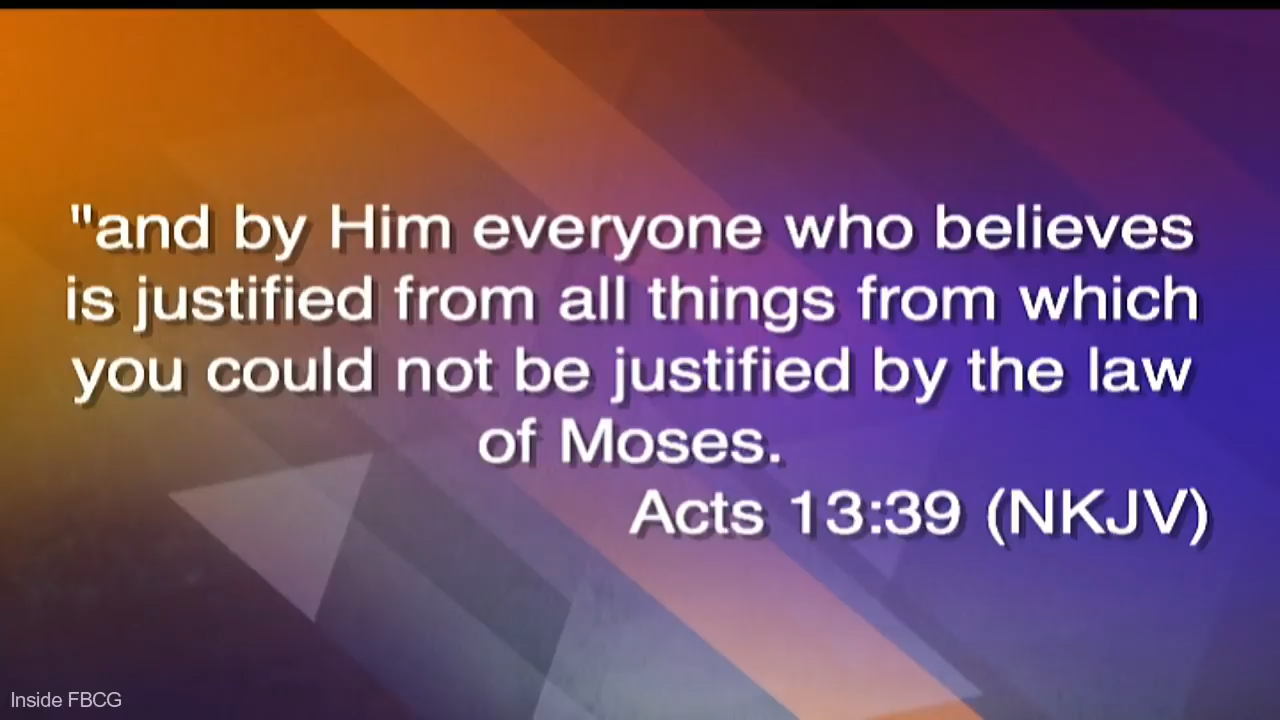 "and by Him everyone who believes
is justified from all things from which
you could not be justified by the law
of Moses.
Acts 13:39 (NKJV)
Inside FBCG